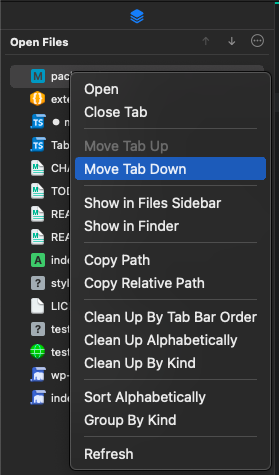 Open Files
M pac
exte
TS
Tab
TS
CHA
M
TOD
M
REA
M
REA
M
A inde
? styl
LIC
? test
test
wp-
inde
Open
Close Tab
Move Tab Up
Move Tab Down
Show in Files Sidebar
Show in Finder
Copy Path
Copy Relative Path
Clean Up By Tab Bar Order
Clean Up Alphabetically
Clean Up By Kind
Sort Alphabetically
Group By Kind
Refresh